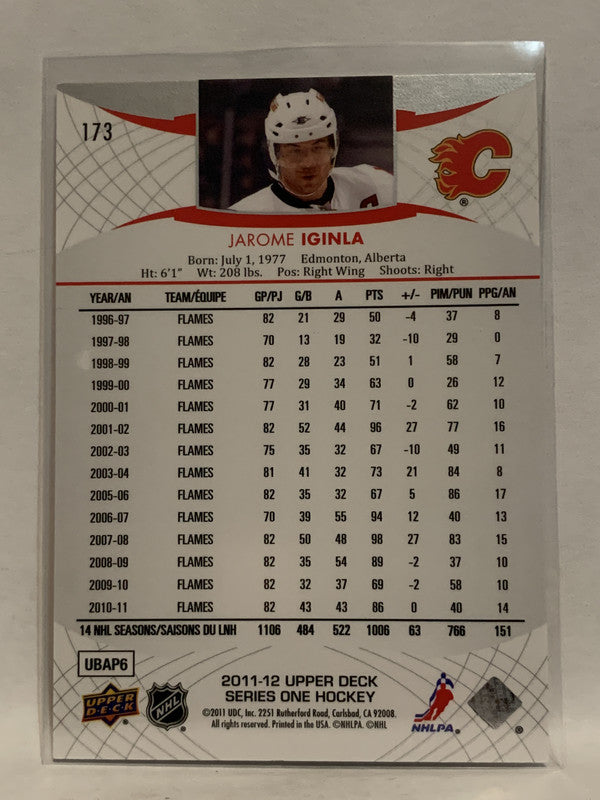 173
®
JAROME IGINLA
Born: July 1, 1977 Edmonton, Alberta
Ht: 6'1" Wt: 208 lbs. Pos: Right Wing Shoots: Right
YEAR/AN TEAM/ÉQUIPE GP/PJ G/B A PTS +/- PIM/PUN PPG/AN
1996-97 FLAMES 82 21 29 50 -4 37 8
1997-98 FLAMES 70 13 19 32 -10 29 0
1998-99 FLAMES 82 28 23 51 1 58 7
1999-00 FLAMES 77 29 34 63 0 26 12
2000-01 FLAMES 77 31 40 71 -2 62 10
2001-02 FLAMES 82 52 44 96 27 77 16
2002-03 FLAMES 75 35 32 67 -10 49 11
2003-04 FLAMES 81 41 32 73 21 84 8
2005-06 FLAMES 82 35 32 67 5 86 17
2006-07 FLAMES 70 39 55 94 12 40 13
2007-08 FLAMES 82 50 48 98 27 83 15
2008-09 FLAMES 82 35 54 89 -2 37 10
2009-10 FLAMES 82 32 37 69 -2 58 10
2010-11 FLAMES 82 43 43 86 0 40 14
14 NHL SEASONS/SAISONS DU LNH 1106 484 522 1006 63 766 151
UBAP6
UPPER DECK
NHL
2011-12 UPPER DECK
SERIES ONE HOCKEY
©2011 UDC, Inc. 2251 Rutherford Road, Carlsbad, CA 92008.
All rights reserved. Printed in the USA. ©NHLPA. ©NHL
NHLPA